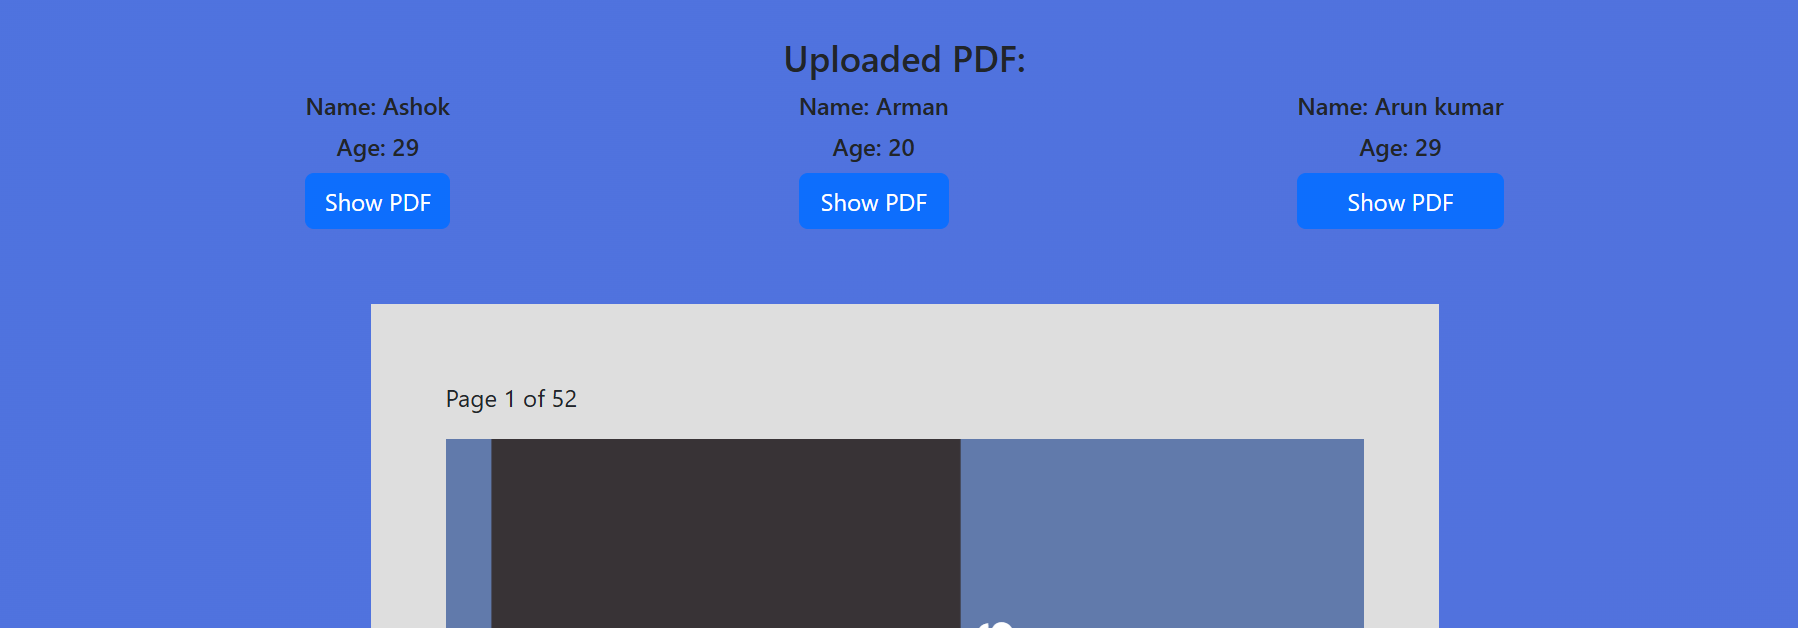 Uploaded PDF:
Name: Ashok
Age: 29
Show PDF
Name: Arman
Age: 20
Show PDF
Name: Arun kumar
Age: 29
Show PDF
Page 1 of 52